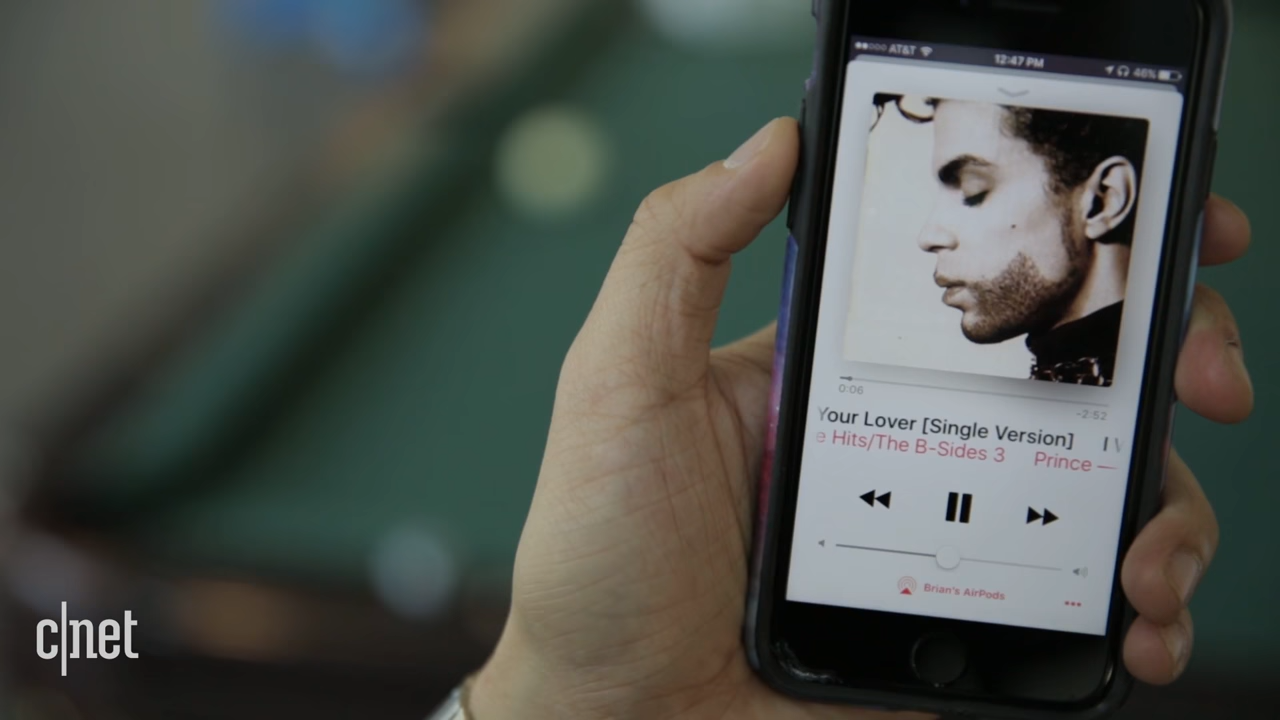 AT&T
12:47 PM
46%
0:06
-2:52
Your Lover [Single Version]
e Hits/The B-Sides 3 Prince —
Brian's AirPods
c|net